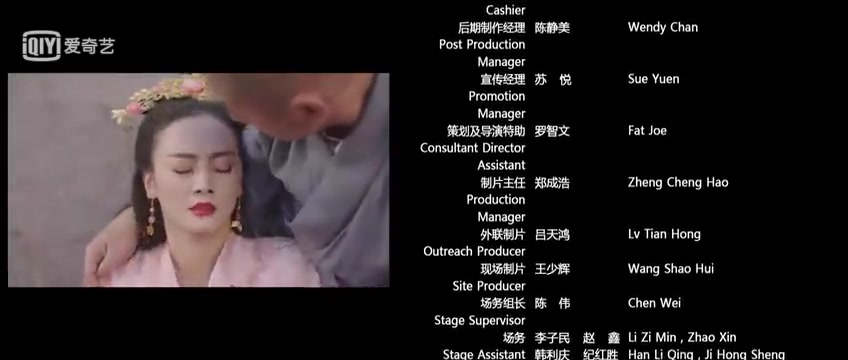 Cashier
iQIYI 爱奇艺
后期制作经理 陈静美 Wendy Chan
Post Production
Manager
宣传经理 苏 悦 Sue Yuen
Promotion
Manager
策划及导演特助 罗智文 Fat Joe
Consultant Director
Assistant
制片主任 郑成浩 Zheng Cheng Hao
Production
Manager
外联制片 吕天鸿 Lv Tian Hong
Outreach Producer
现场制片 王少辉 Wang Shao Hui
Site Producer
场务组长 陈 伟 Chen Wei
Stage Supervisor
场务 李子民 赵 鑫 Li Zi Min , Zhao Xin
Stage Assistant 韩利庆 纪红胜 Han Li Qing , Ji Hong Sheng